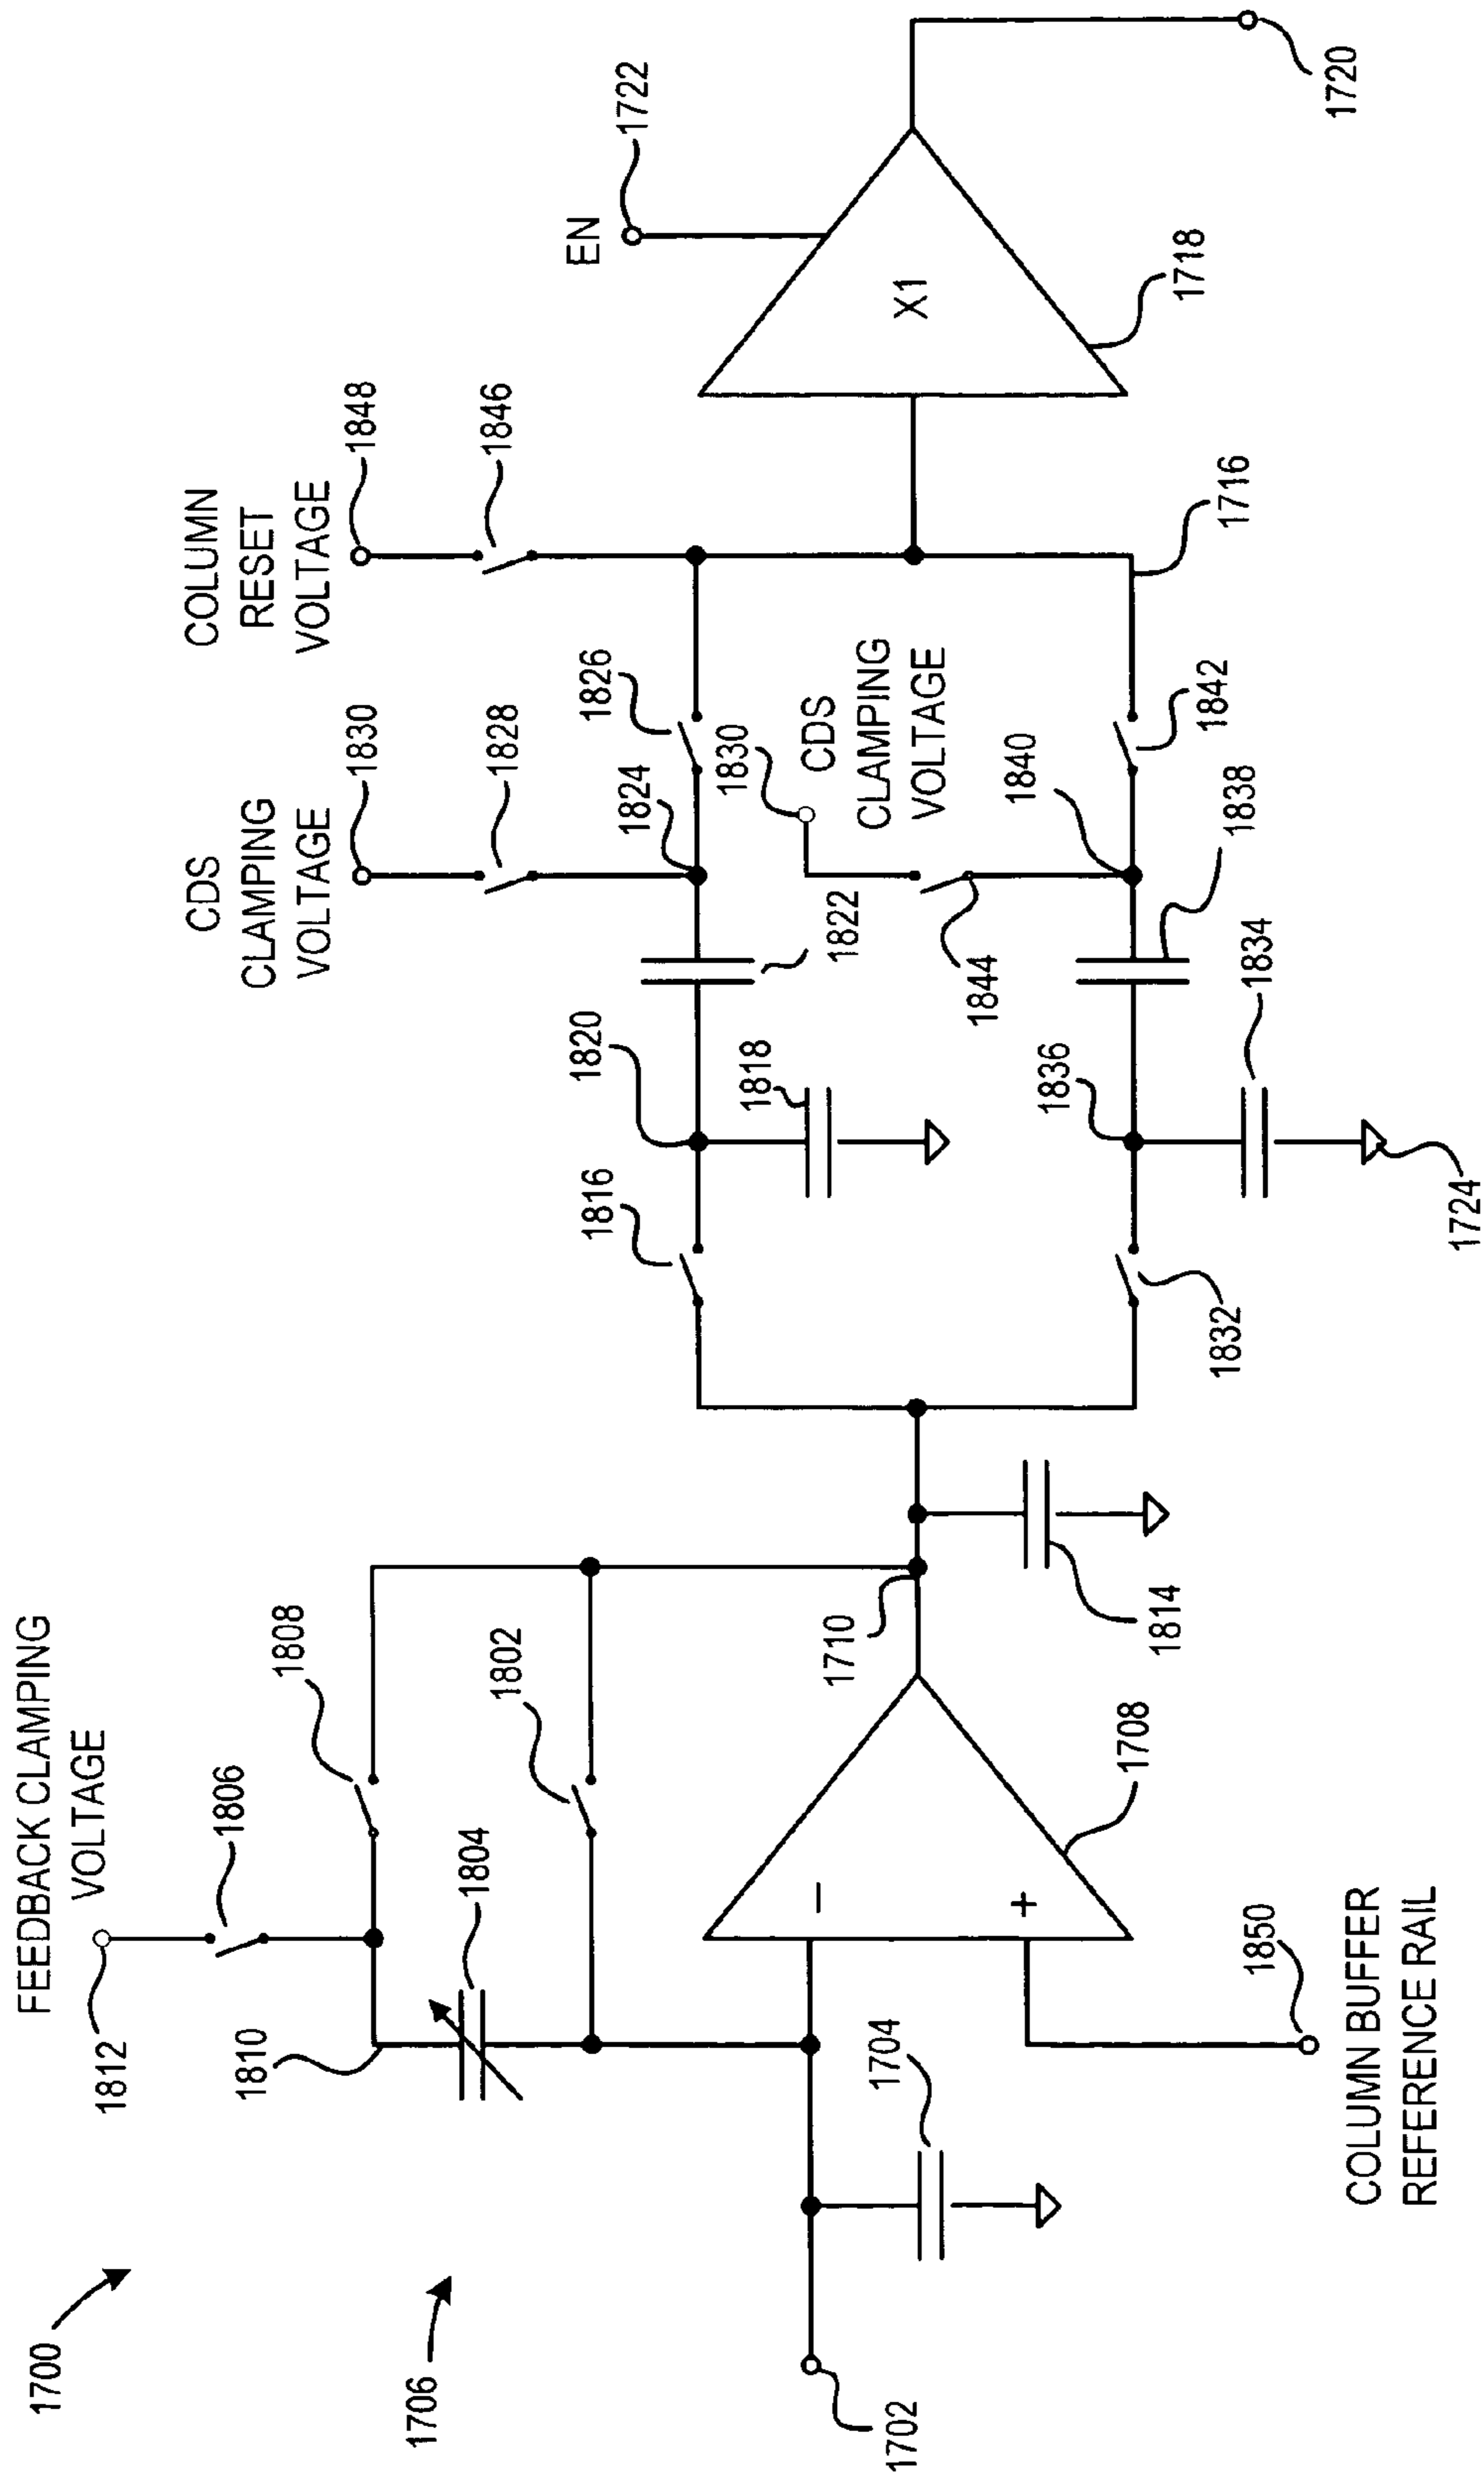 1700
1706
1702
1704
1812
FEEDBACK CLAMPING
VOLTAGE
1806
1808
1810
1804
1802
−
+
1708
1710
1814
1850
COLUMN BUFFER
REFERENCE RAIL
1816
1820
1818
1822
1824
1826
1828
1830
CDS
CLAMPING
VOLTAGE
COLUMN
RESET
VOLTAGE
1848
1846
1830
CDS
CLAMPING
VOLTAGE
1844
1840
1842
1838
1836
1834
1832
1724
1716
EN
1722
X1
1718
1720